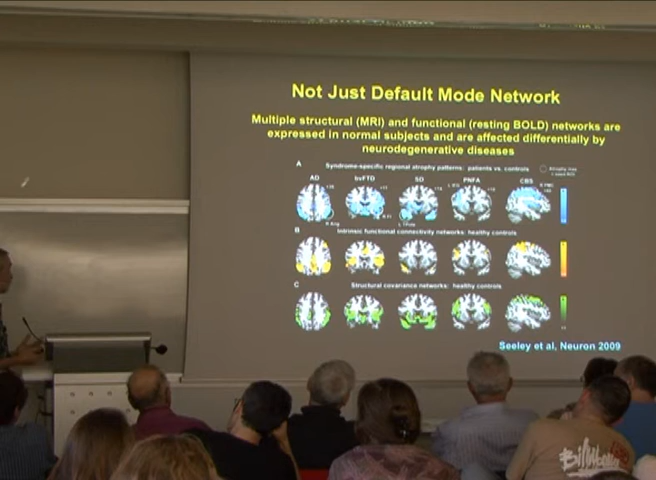 Not Just Default Mode Network
Multiple structural (MRI) and functional (resting BOLD) networks are
expressed in normal subjects and are affected differentially by
neurodegenerative diseases
A Syndrome-specific regional atrophy patterns: patients vs. controls
AD bvFTD SD PNFA CBS
B Intrinsic functional connectivity networks: healthy controls
C Structural covariance networks: healthy controls
Seeley et al, Neuron 2009